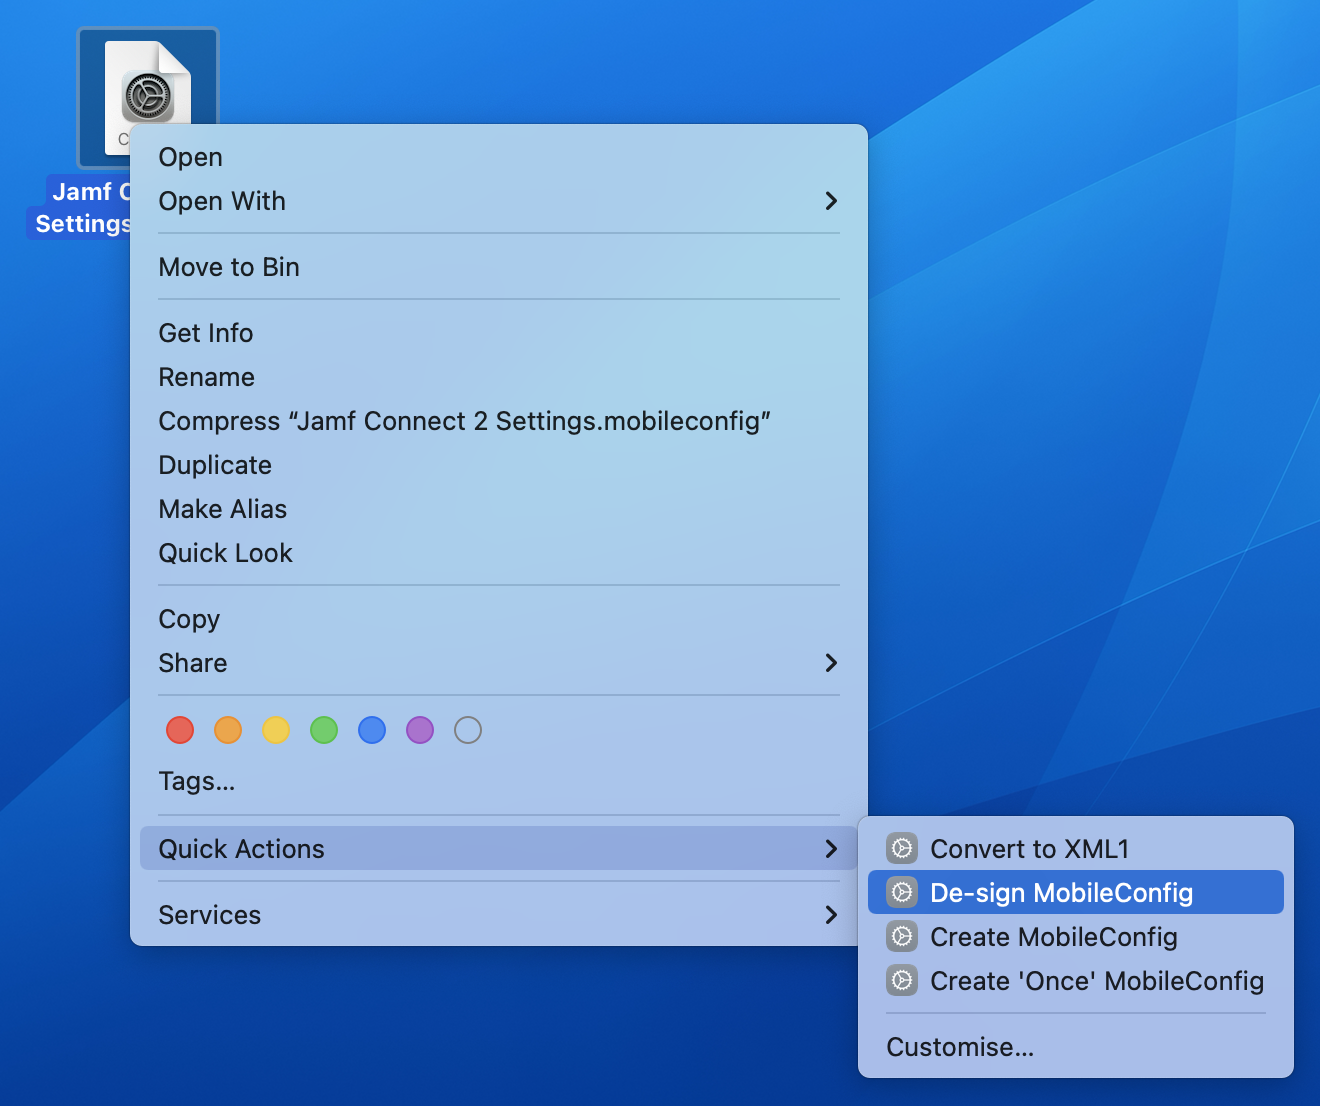 Jamf
Settings
Open
Open With
Move to Bin
Get Info
Rename
Compress “Jamf Connect 2 Settings.mobileconfig”
Duplicate
Make Alias
Quick Look
Copy
Share
Tags...
Quick Actions
Services
Convert to XML1
De-sign MobileConfig
Create MobileConfig
Create 'Once' MobileConfig
Customise...